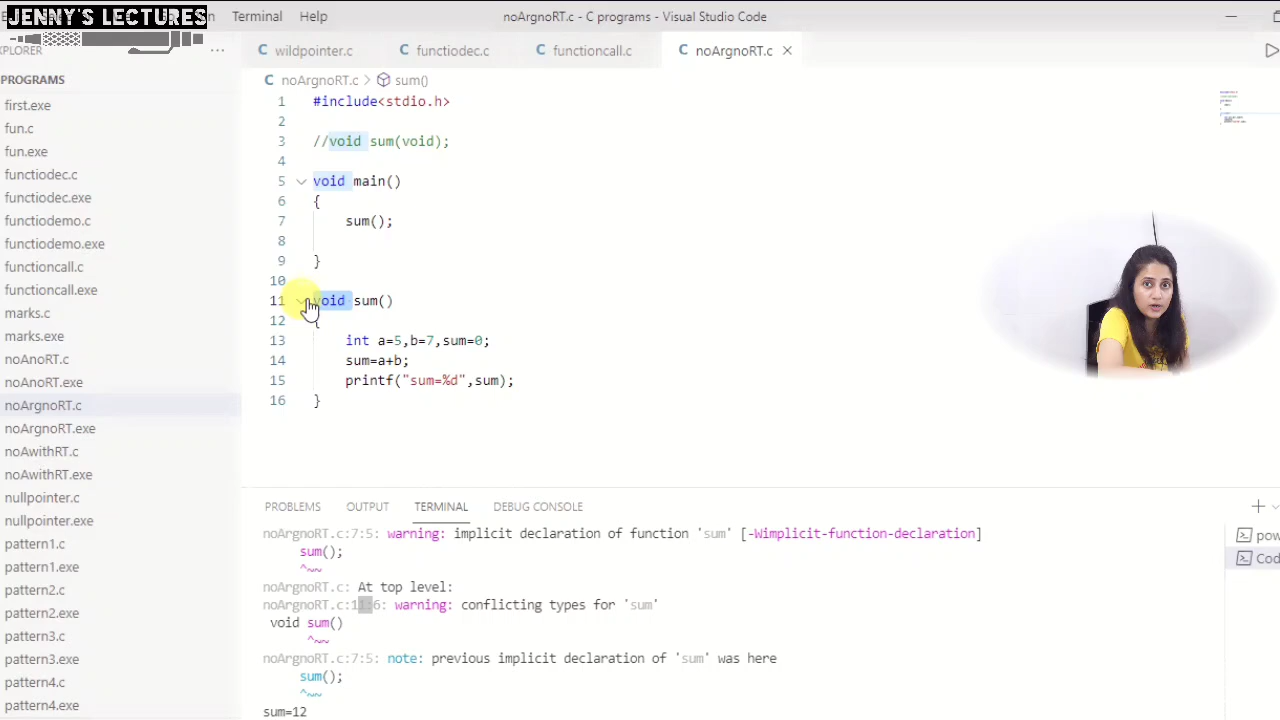 JENNY'S LECTURES
Terminal Help
noArgnoRT.c - C programs - Visual Studio Code
EXPLORER
wildpointer.c
functiodec.c
functioncall.c
noArgnoRT.c
PROGRAMS
noArgnoRT.c > sum()
first.exe
fun.c
fun.exe
functiodec.c
functiodec.exe
functiodemo.c
functiodemo.exe
functioncall.c
functioncall.exe
marks.c
marks.exe
noAnoRT.c
noAnoRT.exe
noArgnoRT.c
noArgnoRT.exe
noAwithRT.c
noAwithRT.exe
nullpointer.c
nullpointer.exe
pattern1.c
pattern1.exe
pattern2.c
pattern2.exe
pattern3.c
pattern3.exe
pattern4.c
pattern4.exe
1 #include<stdio.h>
2
3 //void sum(void);
4
5 void main()
6 {
7 sum();
8
9 }
10
11 void sum()
12 {
13 int a=5,b=7,sum=0;
14 sum=a+b;
15 printf("sum=%d",sum);
16 }
PROBLEMS OUTPUT TERMINAL DEBUG CONSOLE
noArgnoRT.c:7:5: warning: implicit declaration of function 'sum' [-Wimplicit-function-declaration]
sum();
^~~
noArgnoRT.c: At top level:
noArgnoRT.c:11:6: warning: conflicting types for 'sum'
void sum()
^~~
noArgnoRT.c:7:5: note: previous implicit declaration of 'sum' was here
sum();
^~~
sum=12
pow
Cod